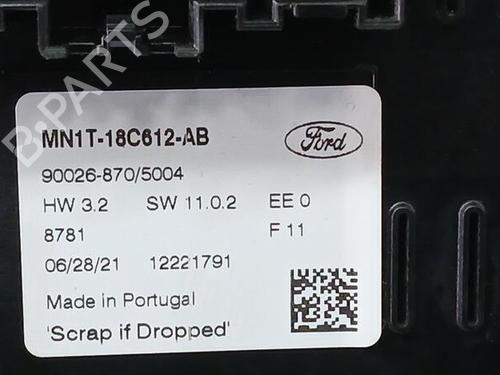 MN1T-18C612-AB
Ford
90026-870/5004
HW 3.2 SW 11.0.2 EE 0
8781 F 11
06/28/21 12221791
Made in Portugal
'Scrap if Dropped'
B-PARTS